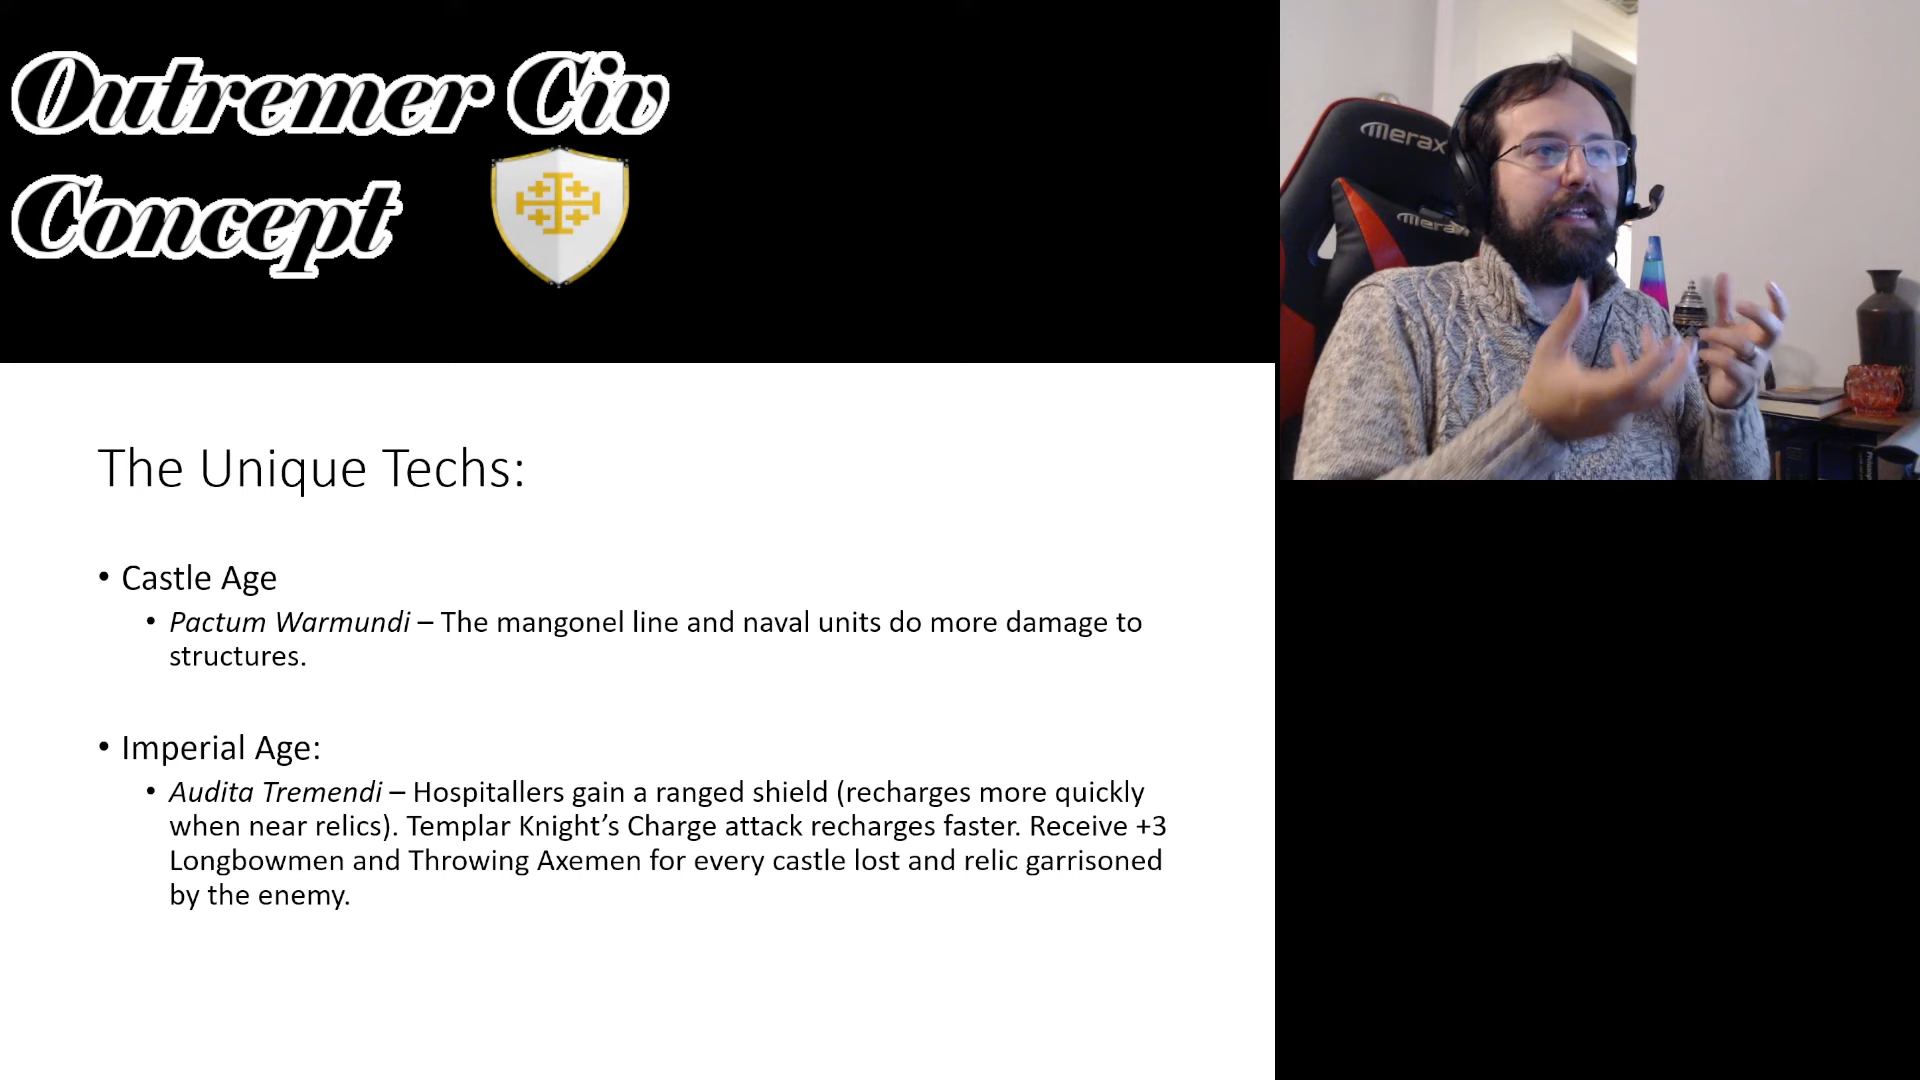 Outremer Civ
Concept
The Unique Techs:
• Castle Age
• Pactum Warmundi – The mangonel line and naval units do more damage to
structures.
• Imperial Age:
• Audita Tremendi – Hospitallers gain a ranged shield (recharges more quickly
when near relics). Templar Knight’s Charge attack recharges faster. Receive +3
Longbowmen and Throwing Axemen for every castle lost and relic garrisoned
by the enemy.
merax
merax